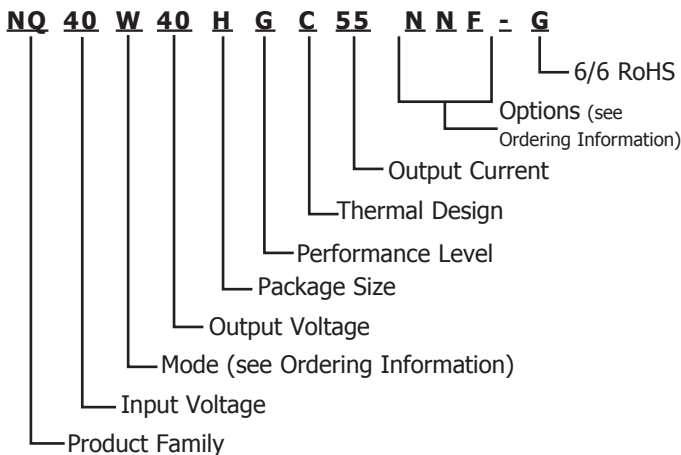 NQ 40 W 40 H G C 55 N N F - G
6/6 RoHS
Options (see
Ordering Information)
Output Current
Thermal Design
Performance Level
Package Size
Output Voltage
Mode (see Ordering Information)
Input Voltage
Product Family